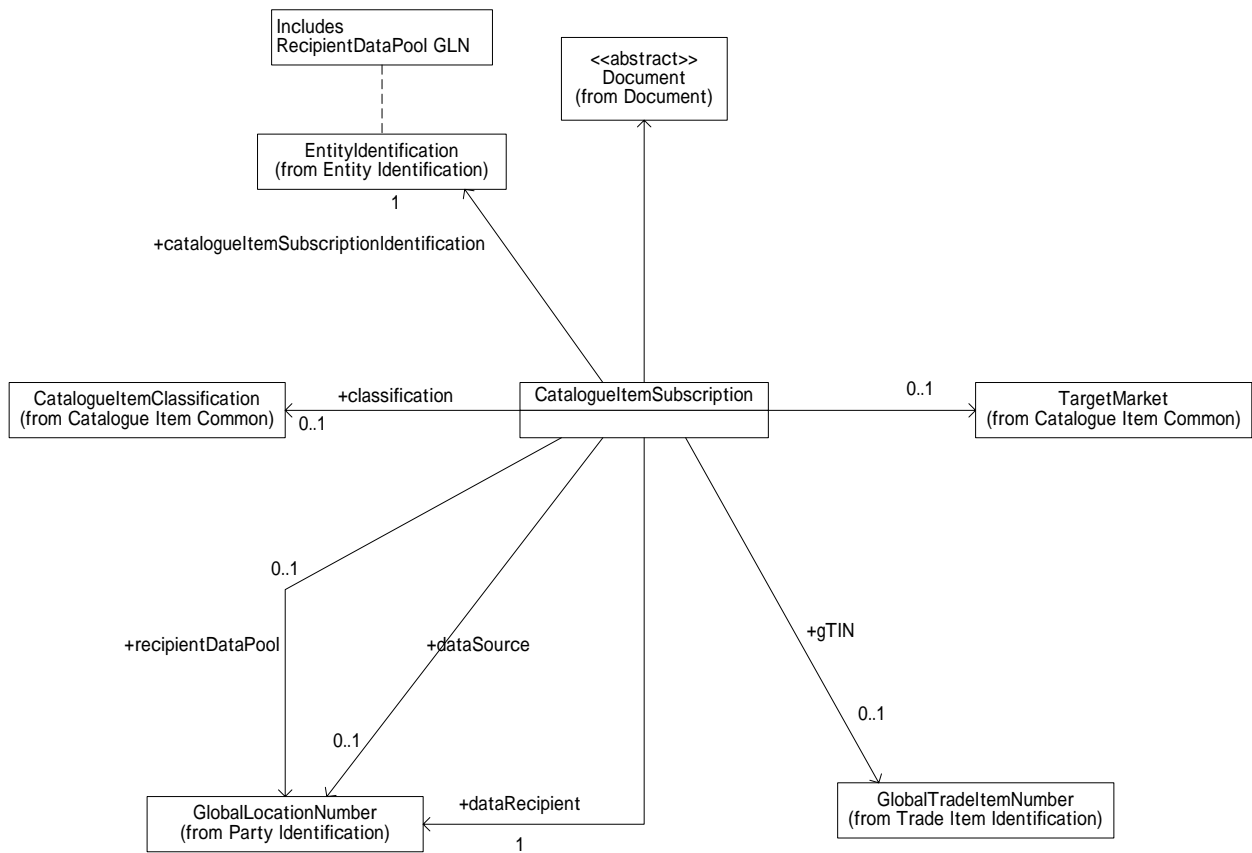 Includes
RecipientDataPool GLN
<<abstract>>
Document
(from Document)
EntityIdentification
(from Entity Identification)
1
+catalogueItemSubscriptionIdentification
CatalogueItemClassification
(from Catalogue Item Common)
+classification
0..1
CatalogueItemSubscription
0..1
TargetMarket
(from Catalogue Item Common)
0..1
+recipientDataPool
+dataSource
+gTIN
0..1
0..1
GlobalLocationNumber
(from Party Identification)
+dataRecipient
1
GlobalTradeItemNumber
(from Trade Item Identification)